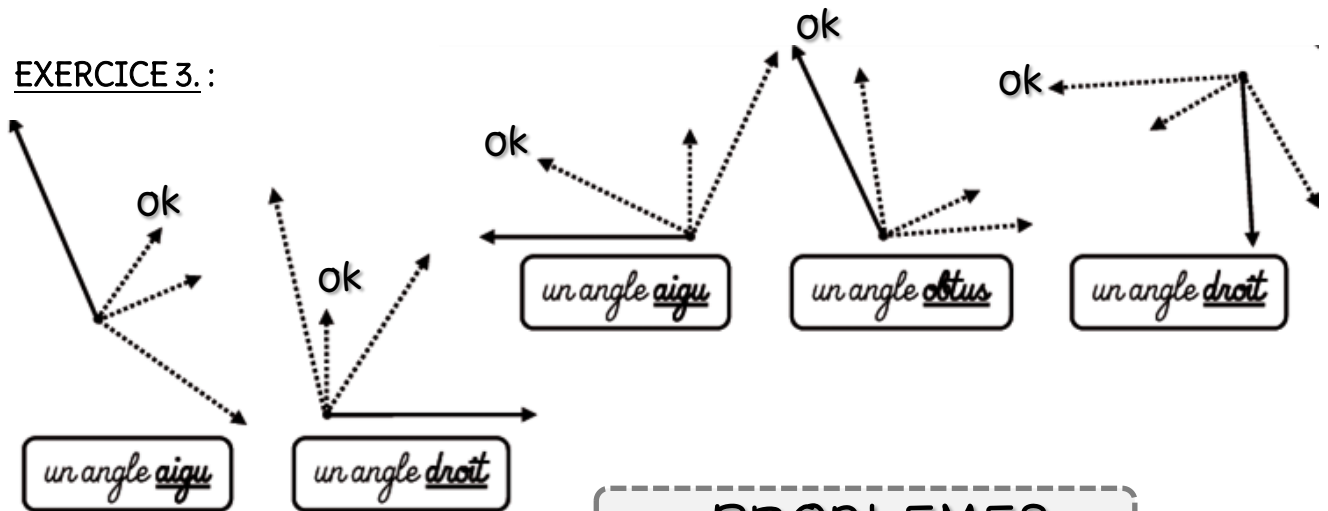 EXERCICE 3. :
ok
un angle aigu
ok
un angle droit
ok
un angle aigu
ok
un angle obtus
ok
un angle droit
PROBLEMES